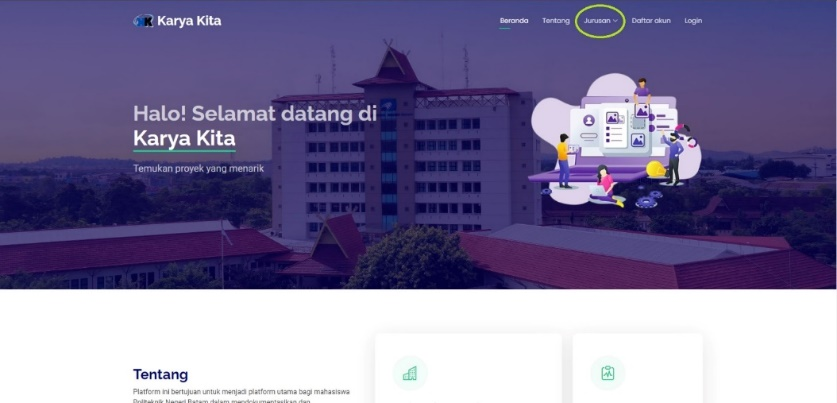 Karya Kita
Beranda
Tentang
Jurusan
Daftar akun
Login
Halo! Selamat datang di
Karya Kita
Temukan proyek yang menarik
Tentang
Platform ini bertujuan untuk menjadi platform utama bagi mahasiswa
Politeknik Negeri Batam dalam mendokumentasikan dan